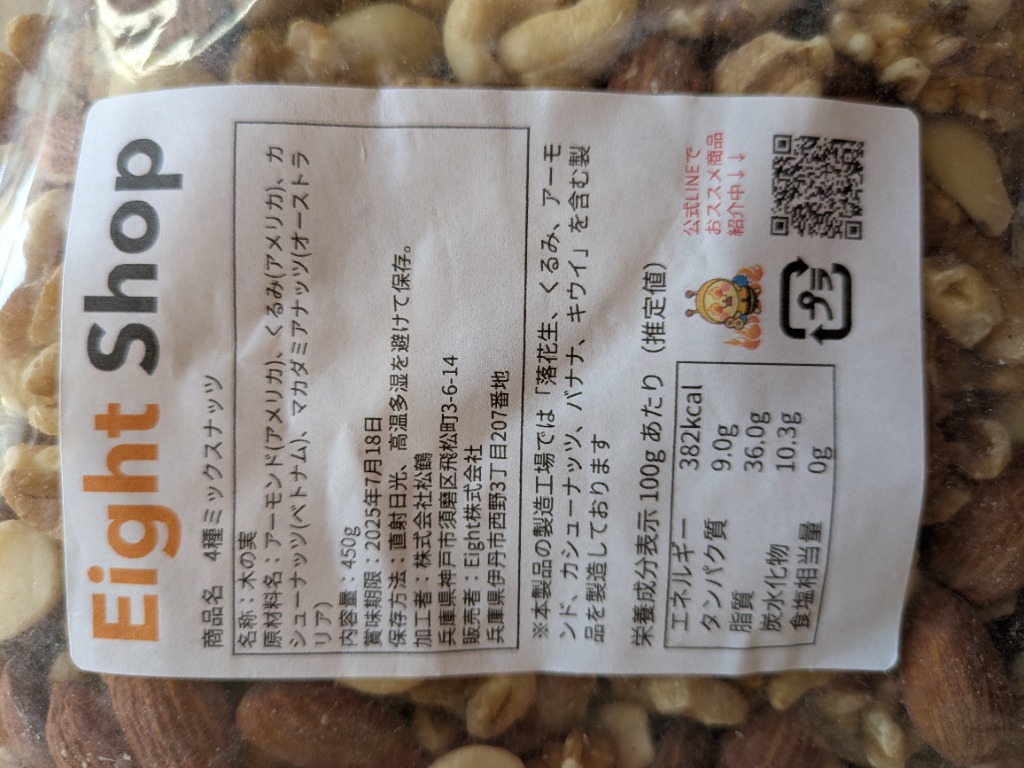 Eight Shop
商品名　4種ミックスナッツ
名称：木の実
原材料名：アーモンド(アメリカ)、くるみ(アメリカ)、カ
シューナッツ(ベトナム)、マカダミアナッツ(オーストラ
リア)
内容量：450g
賞味期限：2025年7月18日
保存方法：直射日光、高温多湿を避けて保存。
加工者：株式会社松鶴
兵庫県神戸市須磨区飛松町3-6-14
販売者：Eight株式会社
兵庫県伊丹市西野3丁目207番地
※本製品の製造工場では「落花生、くるみ、アーモ
ンド、カシューナッツ、バナナ、キウイ」を含む製
品を製造しております
栄養成分表示 100g あたり（推定値）
エネルギー 382kcal
タンパク質 9.0g
脂質 36.0g
炭水化物 10.3g
食塩相当量 0g
公式LINEで
おススメ商品
紹介中↓↓
プラ